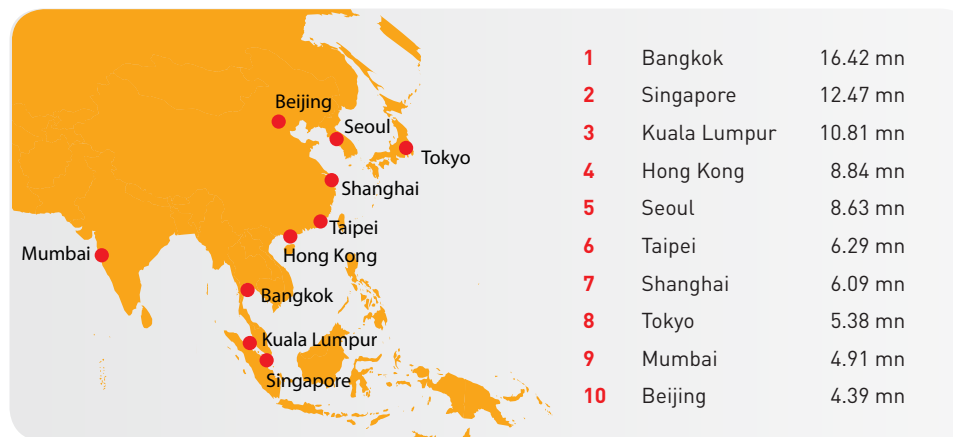 Beijing
Seoul
Tokyo
Shanghai
Taipei
Mumbai
Hong Kong
Bangkok
Kuala Lumpur
Singapore
1 Bangkok 16.42 mn
2 Singapore 12.47 mn
3 Kuala Lumpur 10.81 mn
4 Hong Kong 8.84 mn
5 Seoul 8.63 mn
6 Taipei 6.29 mn
7 Shanghai 6.09 mn
8 Tokyo 5.38 mn
9 Mumbai 4.91 mn
10 Beijing 4.39 mn